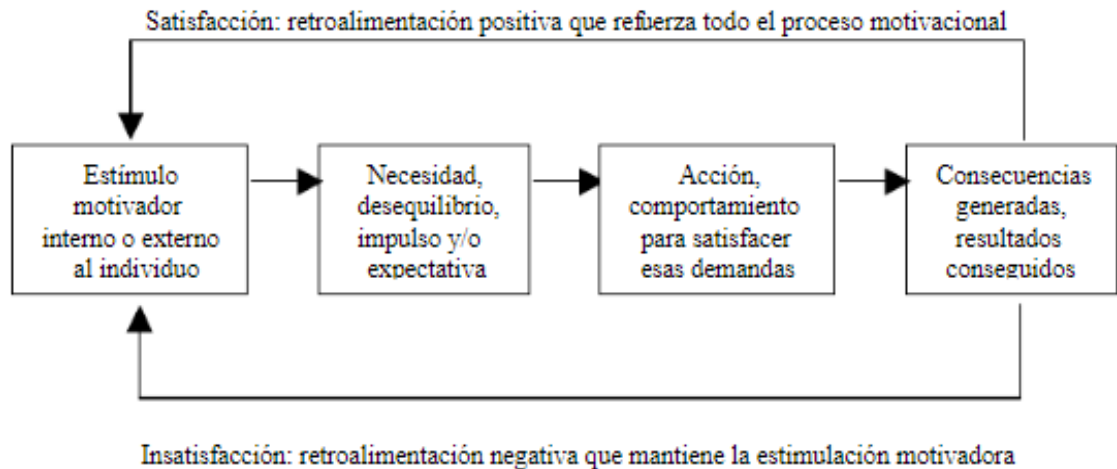 Satisfacción: retroalimentación positiva que refuerza todo el proceso motivacional
Estímulo
motivador
interno o externo
al individuo
Necesidad,
desequilibrio,
impulso y/o
expectativa
Acción,
comportamiento
para satisfacer
esas demandas
Consecuencias
generadas,
resultados
conseguidos
Insatisfacción: retroalimentación negativa que mantiene la estimulación motivadora